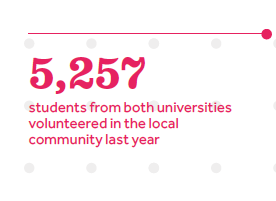 5,257
students from both universities
volunteered in the local
community last year